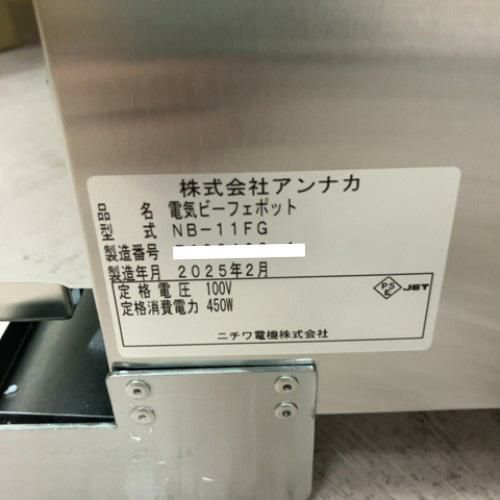 株式会社アンナカ
品 名 電気ビーフェポット
型 式 NB-11FG
製造番号
製造年月 2025年2月
定格電圧 100V
定格消費電力 450W
PSE JET
ニチワ電機株式会社